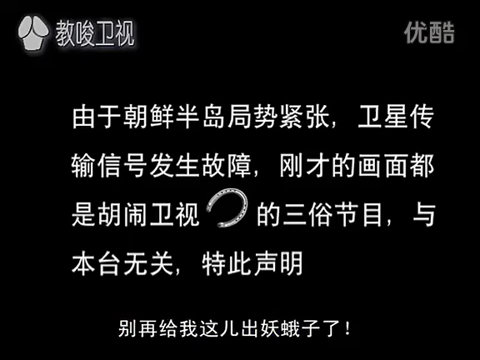 教唆卫视
优酷
由于朝鲜半岛局势紧张，卫星传
输信号发生故障，刚才的画面都
是胡闹卫视 的三俗节目，与
本台无关，特此声明
别再给我这儿出妖蛾子了！